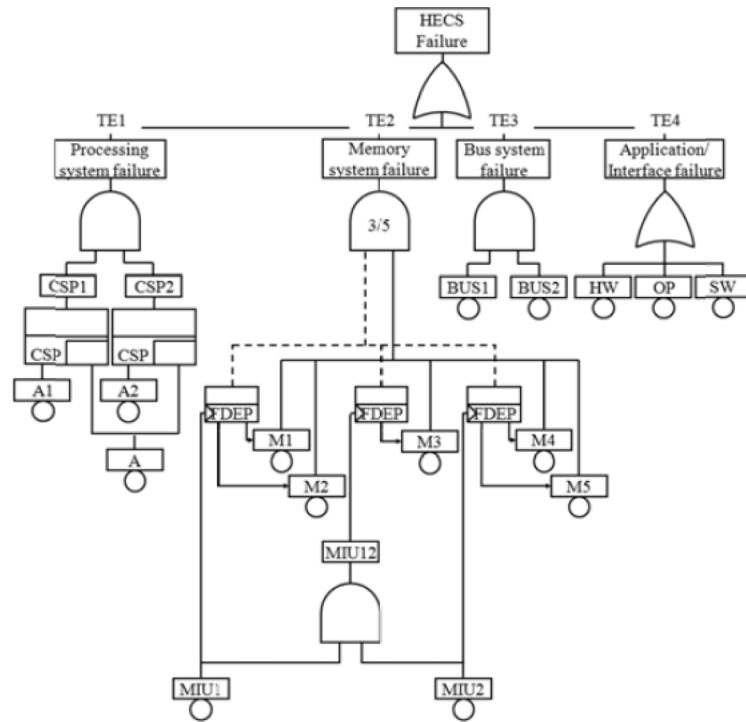 HECS
Failure
TE1
TE2
TE3
TE4
Processing
system failure
Memory
system failure
Bus system
failure
Application/
Interface failure
3/5
CSP1
CSP2
BUS1
BUS2
HW
OP
SW
CSP
CSP
A1
A2
FDEP
FDEP
FDEP
M1
M3
M4
A
M2
M5
MIU12
MIU1
MIU2